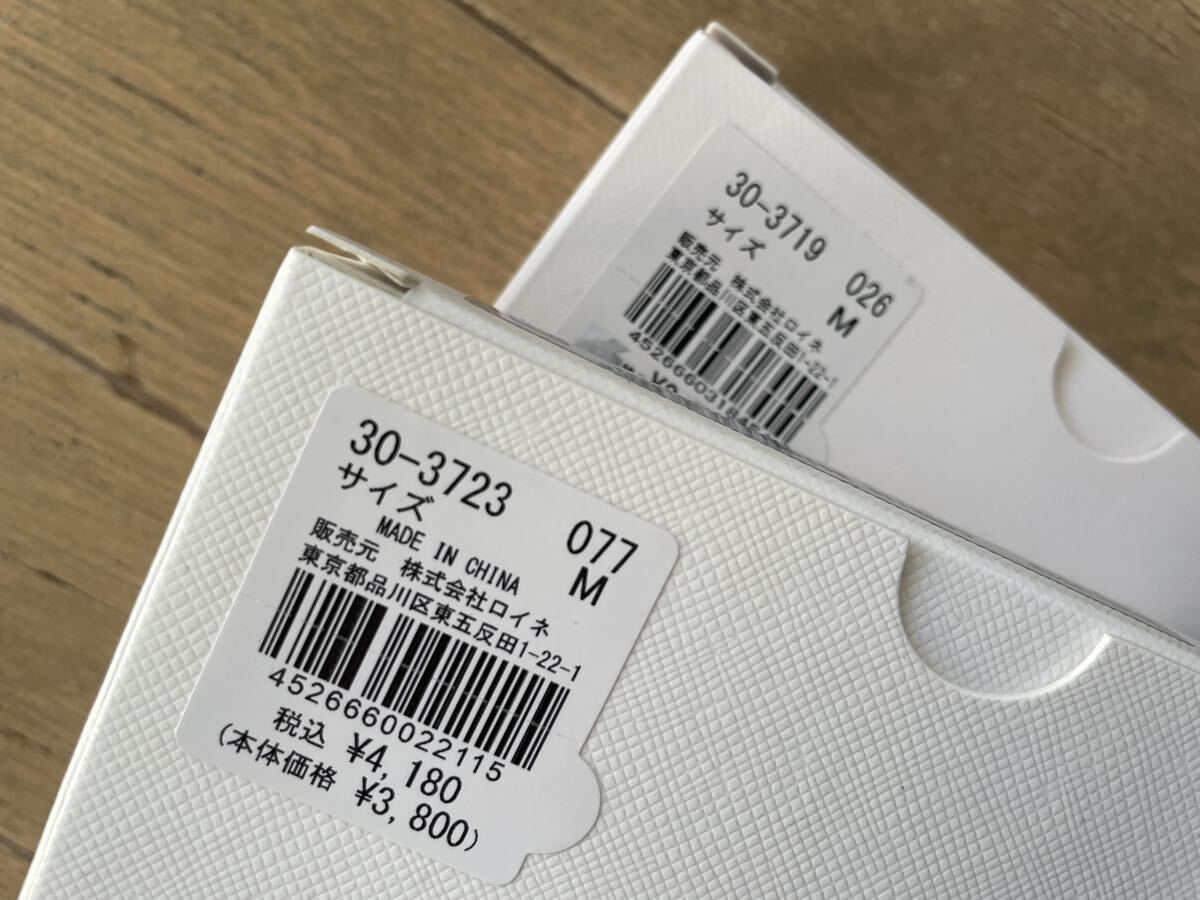 30-3719 026
サイズ M
販売元 株式会社ロイネ
東京都品川区東五反田1-22-1
30-3723 077
サイズ M
MADE IN CHINA
販売元 株式会社ロイネ
東京都品川区東五反田1-22-1
4526660022115
税込 ¥4,180
(本体価格 ¥3,800)